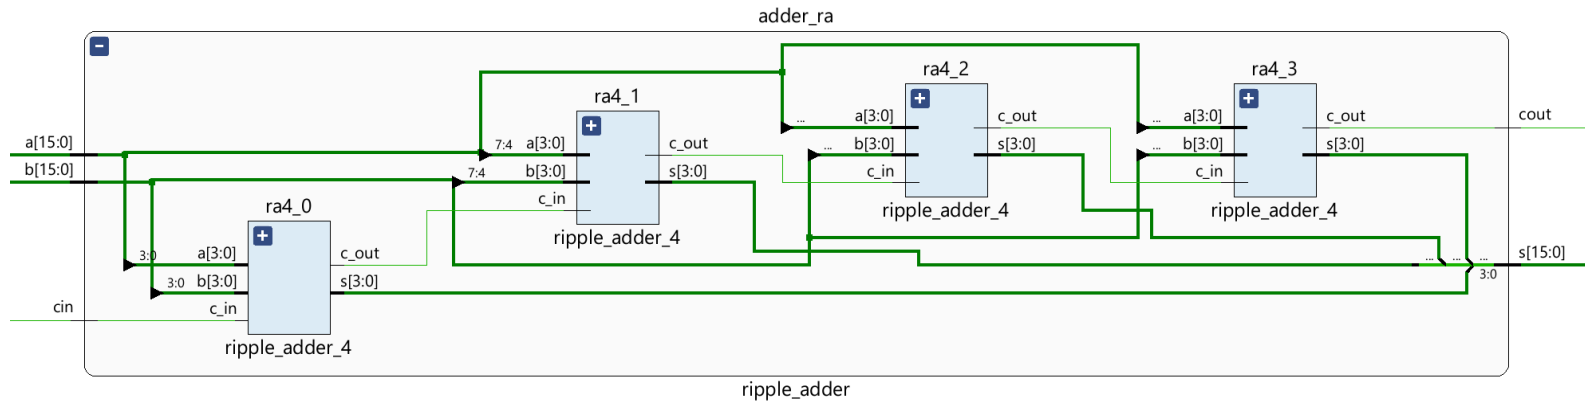 adder_ra
ra4_2
ra4_3
ra4_1
a[3:0]
c_out
a[3:0]
c_out
cout
...
...
a[15:0]
7:4
a[3:0]
c_out
b[3:0]
s[3:0]
b[3:0]
s[3:0]
...
...
b[15:0]
7:4
b[3:0]
s[3:0]
c_in
c_in
ra4_0
c_in
ripple_adder_4
ripple_adder_4
ripple_adder_4
3:0
a[3:0]
c_out
...
...
...
s[15:0]
3:0
b[3:0]
s[3:0]
3:0
cin
c_in
ripple_adder_4
ripple_adder